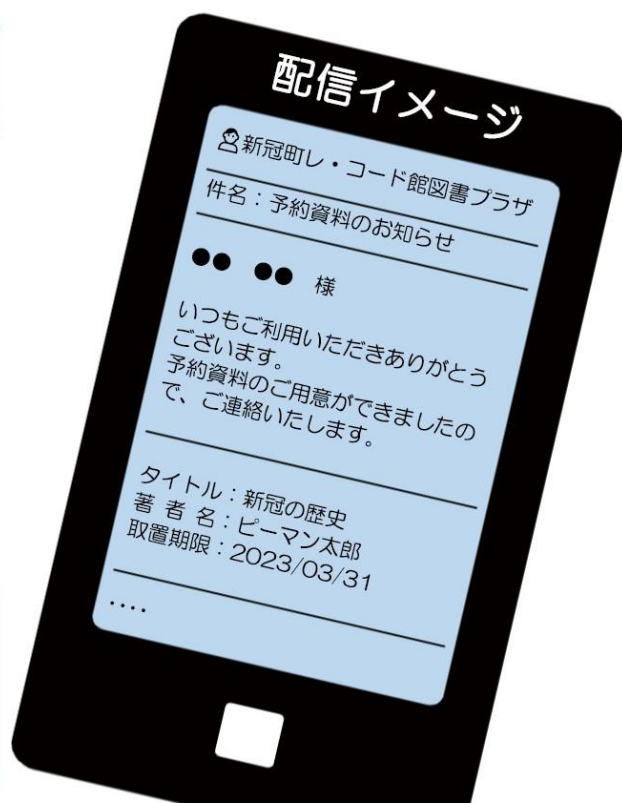 配信イメージ
新冠町レ・コード館図書プラザ
件名:予約資料のお知らせ
●● ●● 様
いつもご利用いただきありがとう
ございます。
予約資料のご用意ができましたの
で、ご連絡いたします。
タイトル:新冠の歴史
著 者 名:ピーマン太郎
取置期限:2023/03/31
‥‥